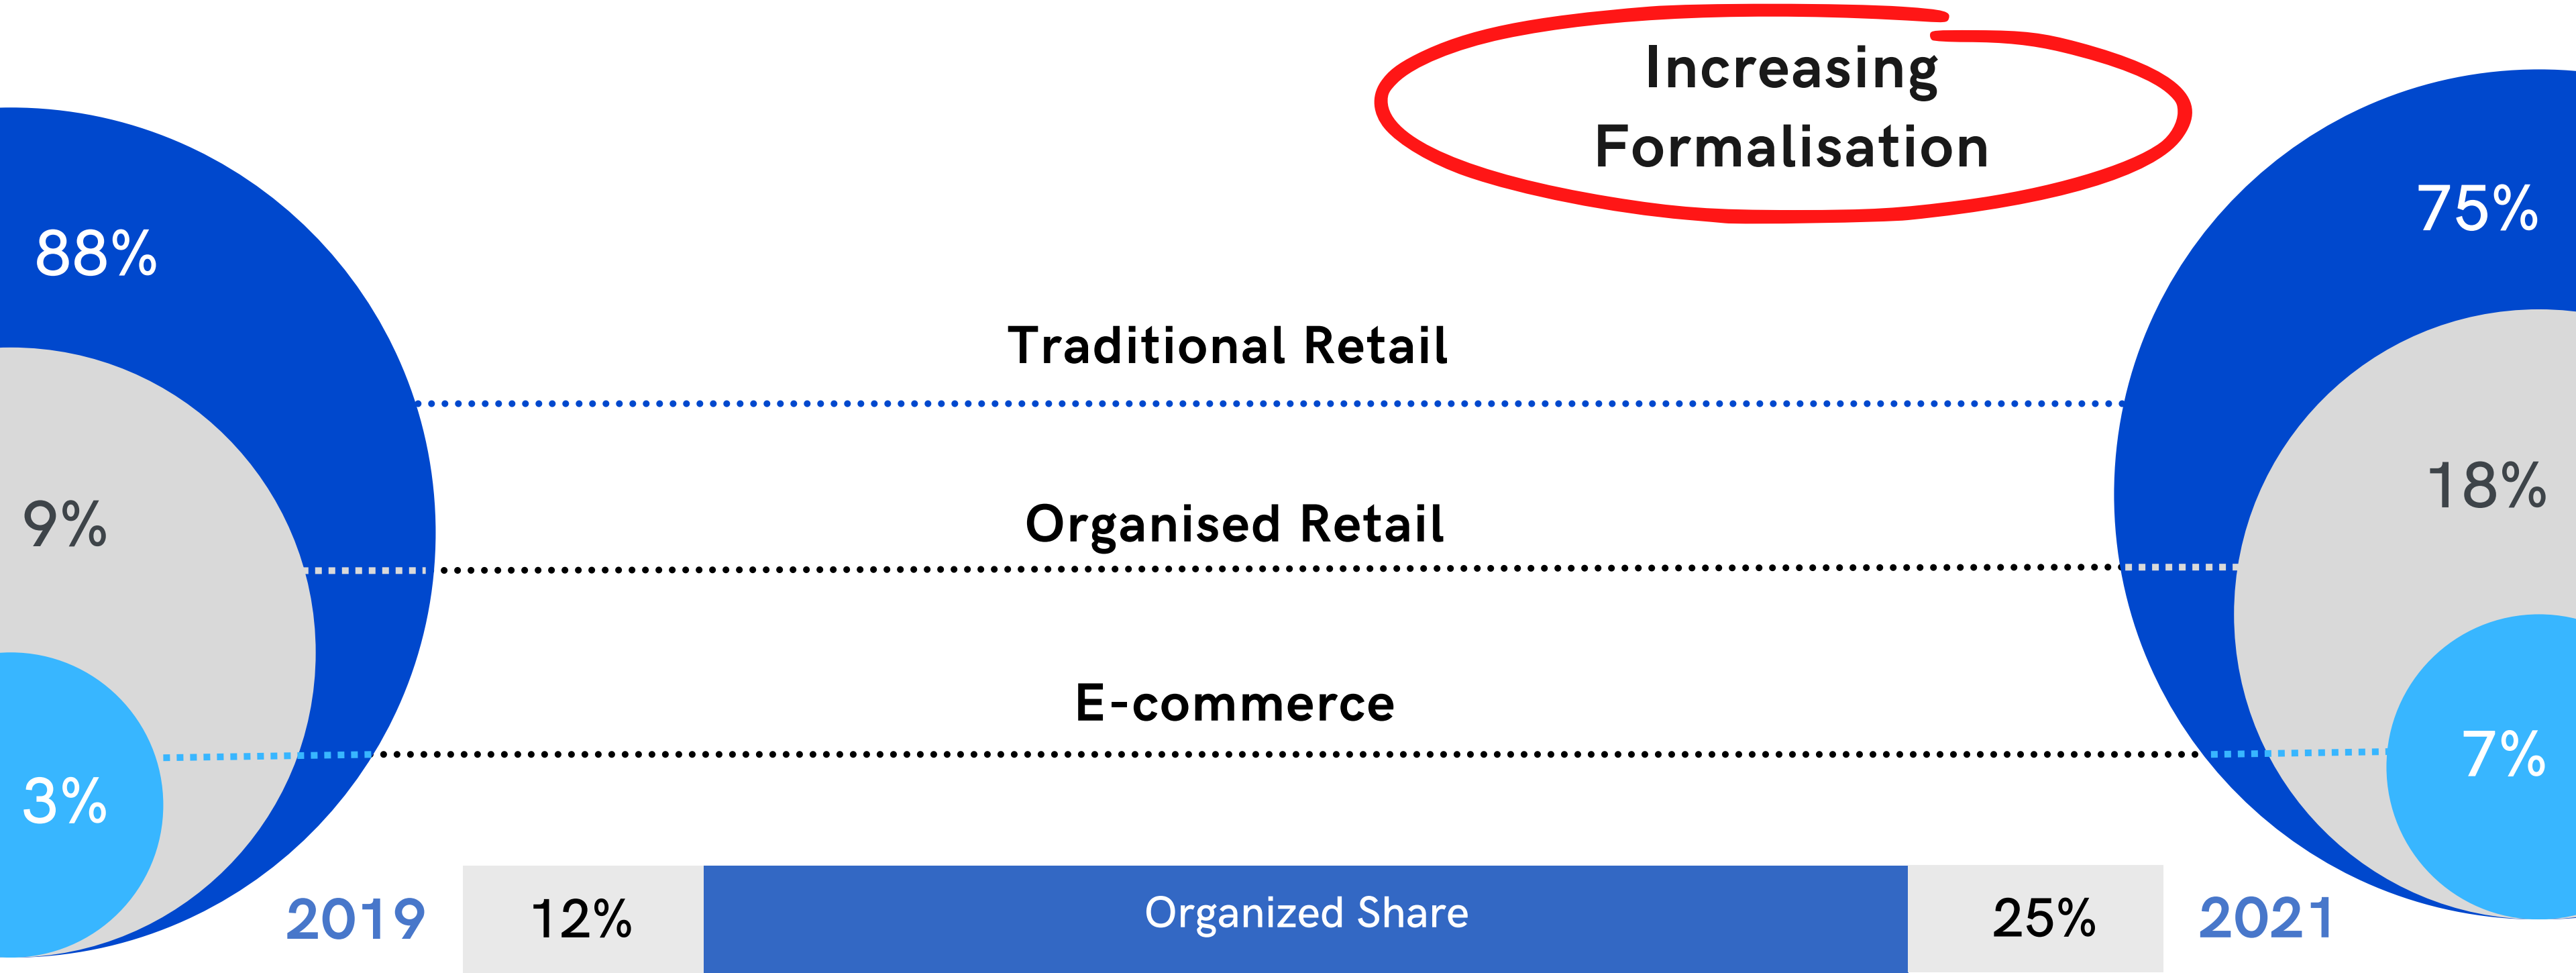 Increasing
Formalisation
88%
75%
Traditional Retail
9%
Organised Retail
18%
E-commerce
3%
7%
2019
12%
Organized Share
25%
2021